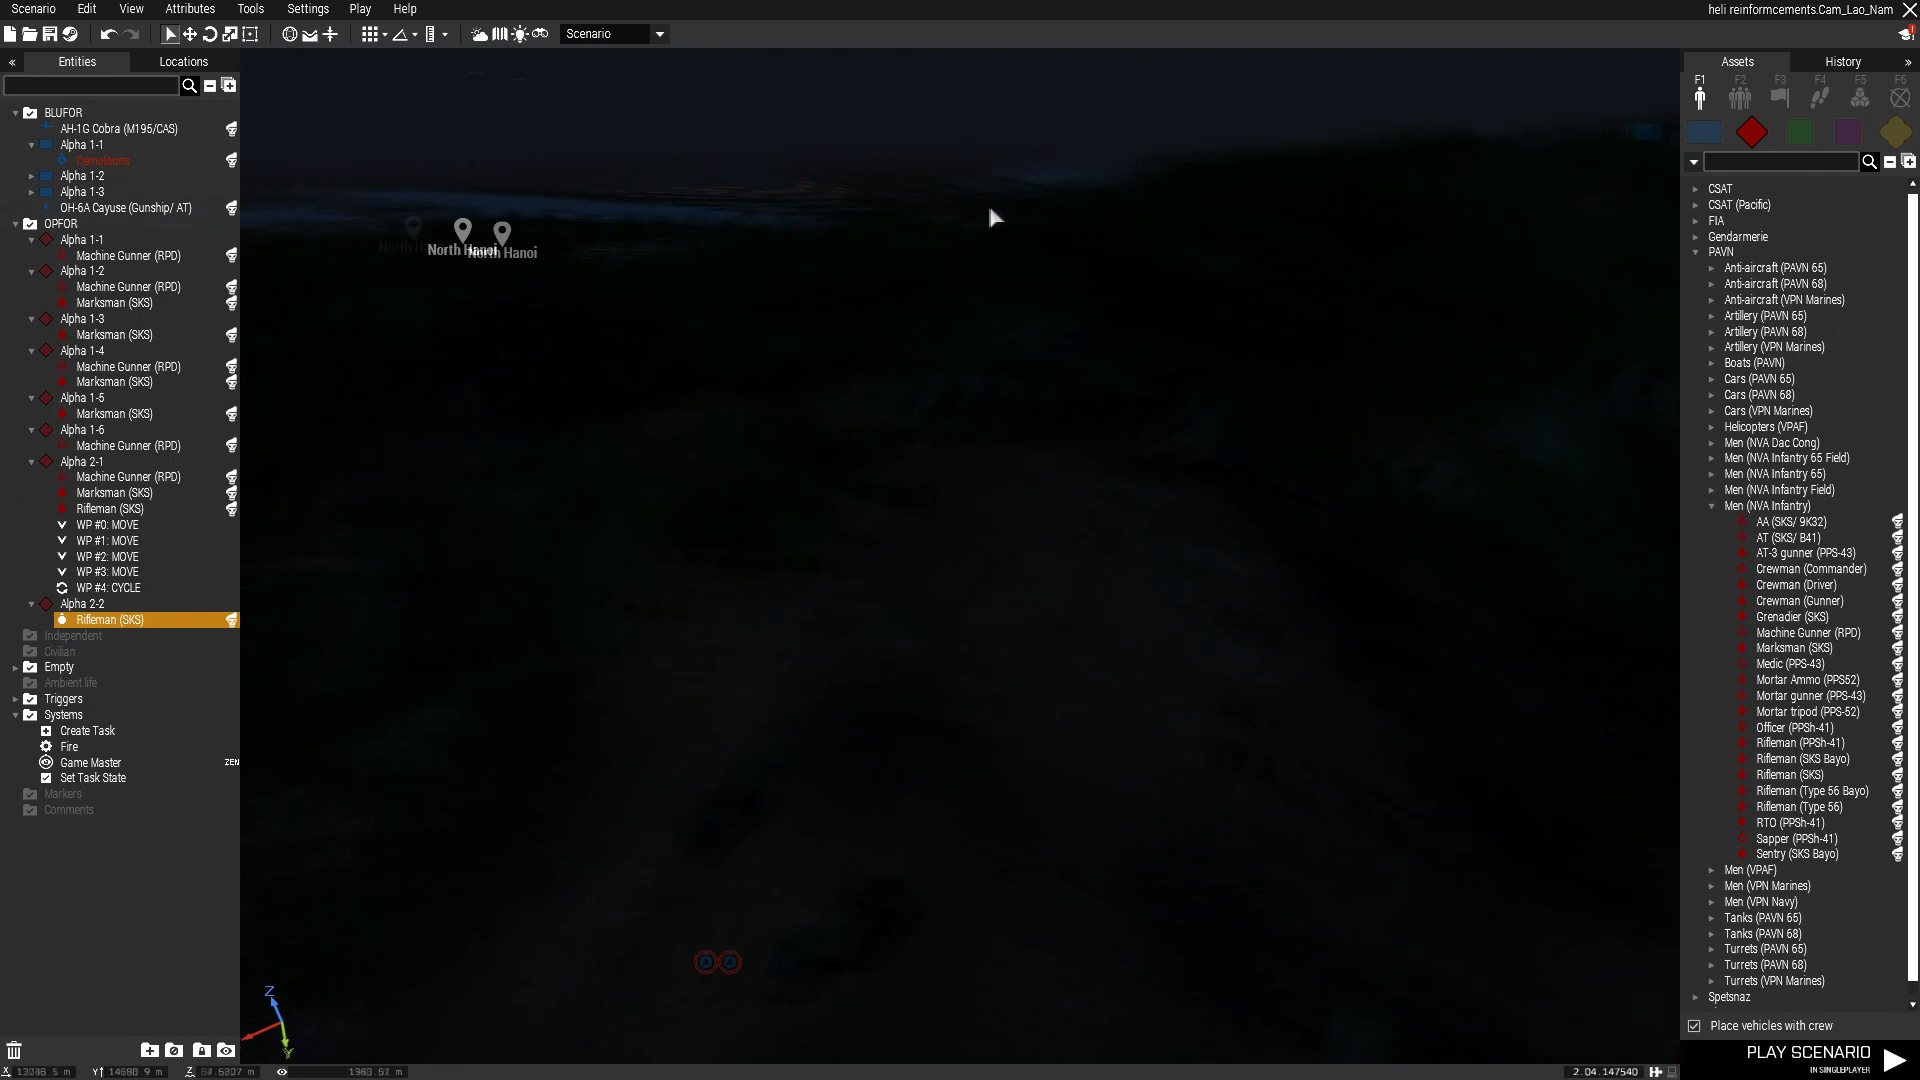 Scenario Edit View Attributes Tools Settings Play Help
heli reinformcements.Cam_Lao_Nam
Scenario
Entities Locations
BLUFOR
AH-1G Cobra (M195/CAS)
Alpha 1-1
Demolitions
Alpha 1-2
Alpha 1-3
OH-6A Cayuse (Gunship/ AT)
OPFOR
Alpha 1-1
Machine Gunner (RPD)
Alpha 1-2
Machine Gunner (RPD)
Marksman (SKS)
Alpha 1-3
Marksman (SKS)
Alpha 1-4
Machine Gunner (RPD)
Marksman (SKS)
Alpha 1-5
Marksman (SKS)
Alpha 1-6
Machine Gunner (RPD)
Alpha 2-1
Machine Gunner (RPD)
Marksman (SKS)
Rifleman (SKS)
WP #0: MOVE
WP #1: MOVE
WP #2: MOVE
WP #3: MOVE
WP #4: CYCLE
Alpha 2-2
Rifleman (SKS)
Independent
Civilian
Empty
Ambient life
Triggers
Systems
Create Task
Fire
Game Master ZEN
Set Task State
Markers
Comments
North Hanoi
North Hanoi
Z
Y
Assets History
F1 F2 F3 F4 F5 F6
CSAT
CSAT (Pacific)
FIA
Gendarmerie
PAVN
Anti-aircraft (PAVN 65)
Anti-aircraft (PAVN 68)
Anti-aircraft (VPN Marines)
Artillery (PAVN 65)
Artillery (PAVN 68)
Artillery (VPN Marines)
Boats (PAVN)
Cars (PAVN 65)
Cars (PAVN 68)
Cars (VPN Marines)
Helicopters (VPAF)
Men (NVA Dac Cong)
Men (NVA Infantry 65 Field)
Men (NVA Infantry 65)
Men (NVA Infantry Field)
Men (NVA Infantry)
AA (SKS/ 9K32)
AT (SKS/ B41)
AT-3 gunner (PPS-43)
Crewman (Commander)
Crewman (Driver)
Crewman (Gunner)
Grenadier (SKS)
Machine Gunner (RPD)
Marksman (SKS)
Medic (PPS-43)
Mortar Ammo (PPS52)
Mortar gunner (PPS-43)
Mortar tripod (PPS-52)
Officer (PPSh-41)
Rifleman (PPSh-41)
Rifleman (SKS Bayo)
Rifleman (SKS)
Rifleman (Type 56 Bayo)
Rifleman (Type 56)
RTO (PPSh-41)
Sapper (PPSh-41)
Sentry (SKS Bayo)
Men (VPAF)
Men (VPN Marines)
Men (VPN Navy)
Tanks (PAVN 65)
Tanks (PAVN 68)
Turrets (PAVN 65)
Turrets (PAVN 68)
Turrets (VPN Marines)
Spetsnaz
Place vehicles with crew
PLAY SCENARIO
IN SINGLEPLAYER
2.04.147540